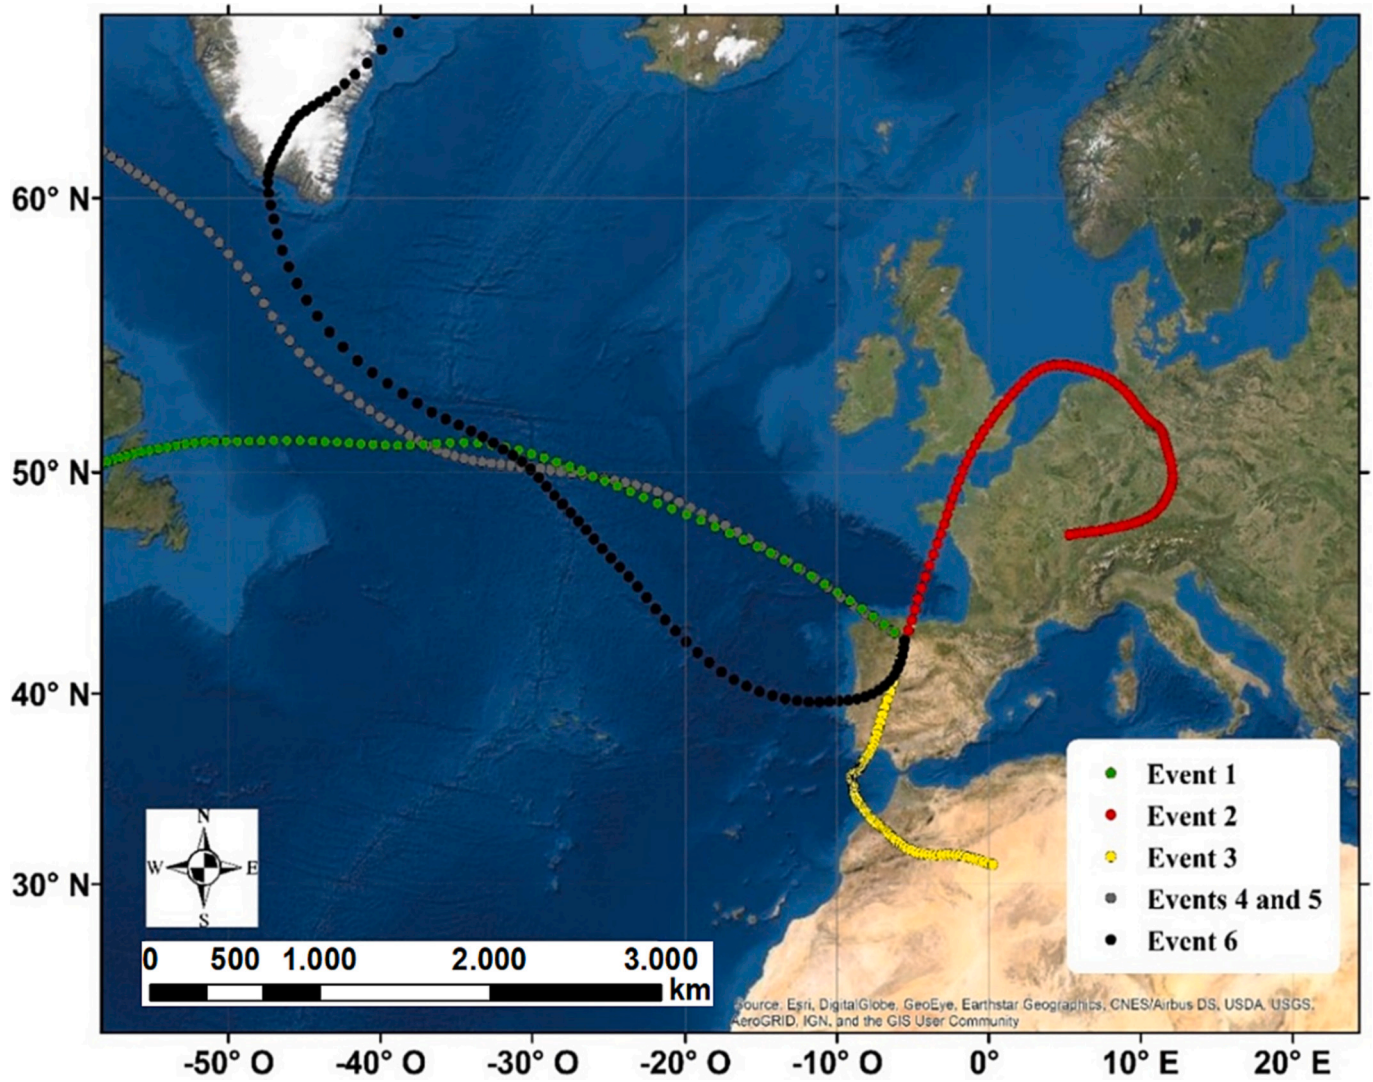 60° N
50° N
40° N
30° N
N
W E
S
0 500 1.000 2.000 3.000
km
Event 1
Event 2
Event 3
Events 4 and 5
Event 6
Source. Esri, DigitalGlobe, GeoEye, Earthstar Geographics, CNES/Airbus DS, USDA, USGS,
AeroGRID, IGN, and the GIS User Community
-50° O -40° O -30° O -20° O -10° O 0° 10° E 20° E